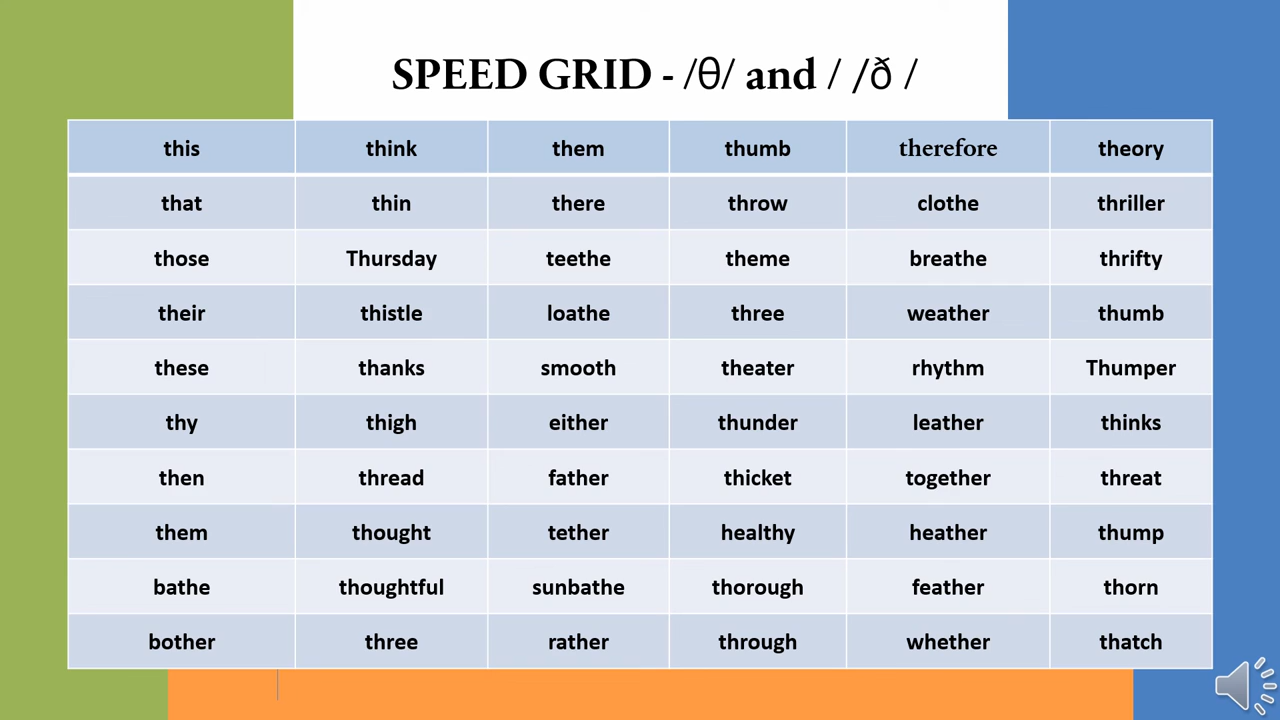 SPEED GRID - /θ/ and / /ð /
this think them thumb therefore theory
that thin there throw clothe thriller
those Thursday teethe theme breathe thrifty
their thistle loathe three weather thumb
these thanks smooth theater rhythm Thumper
thy thigh either thunder leather thinks
then thread father thicket together threat
them thought tether healthy heather thump
bathe thoughtful sunbathe thorough feather thorn
bother three rather through whether thatch